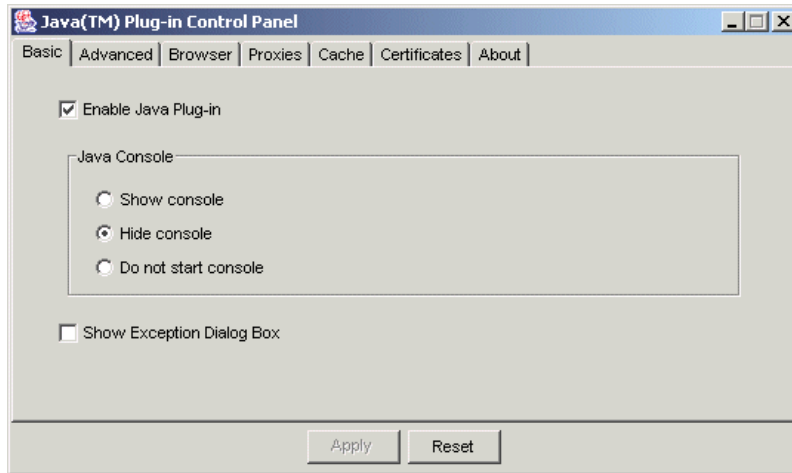 Java(TM) Plug-in Control Panel
Basic Advanced Browser Proxies Cache Certificates About
Enable Java Plug-in
Java Console
Show console
Hide console
Do not start console
Show Exception Dialog Box
Apply Reset